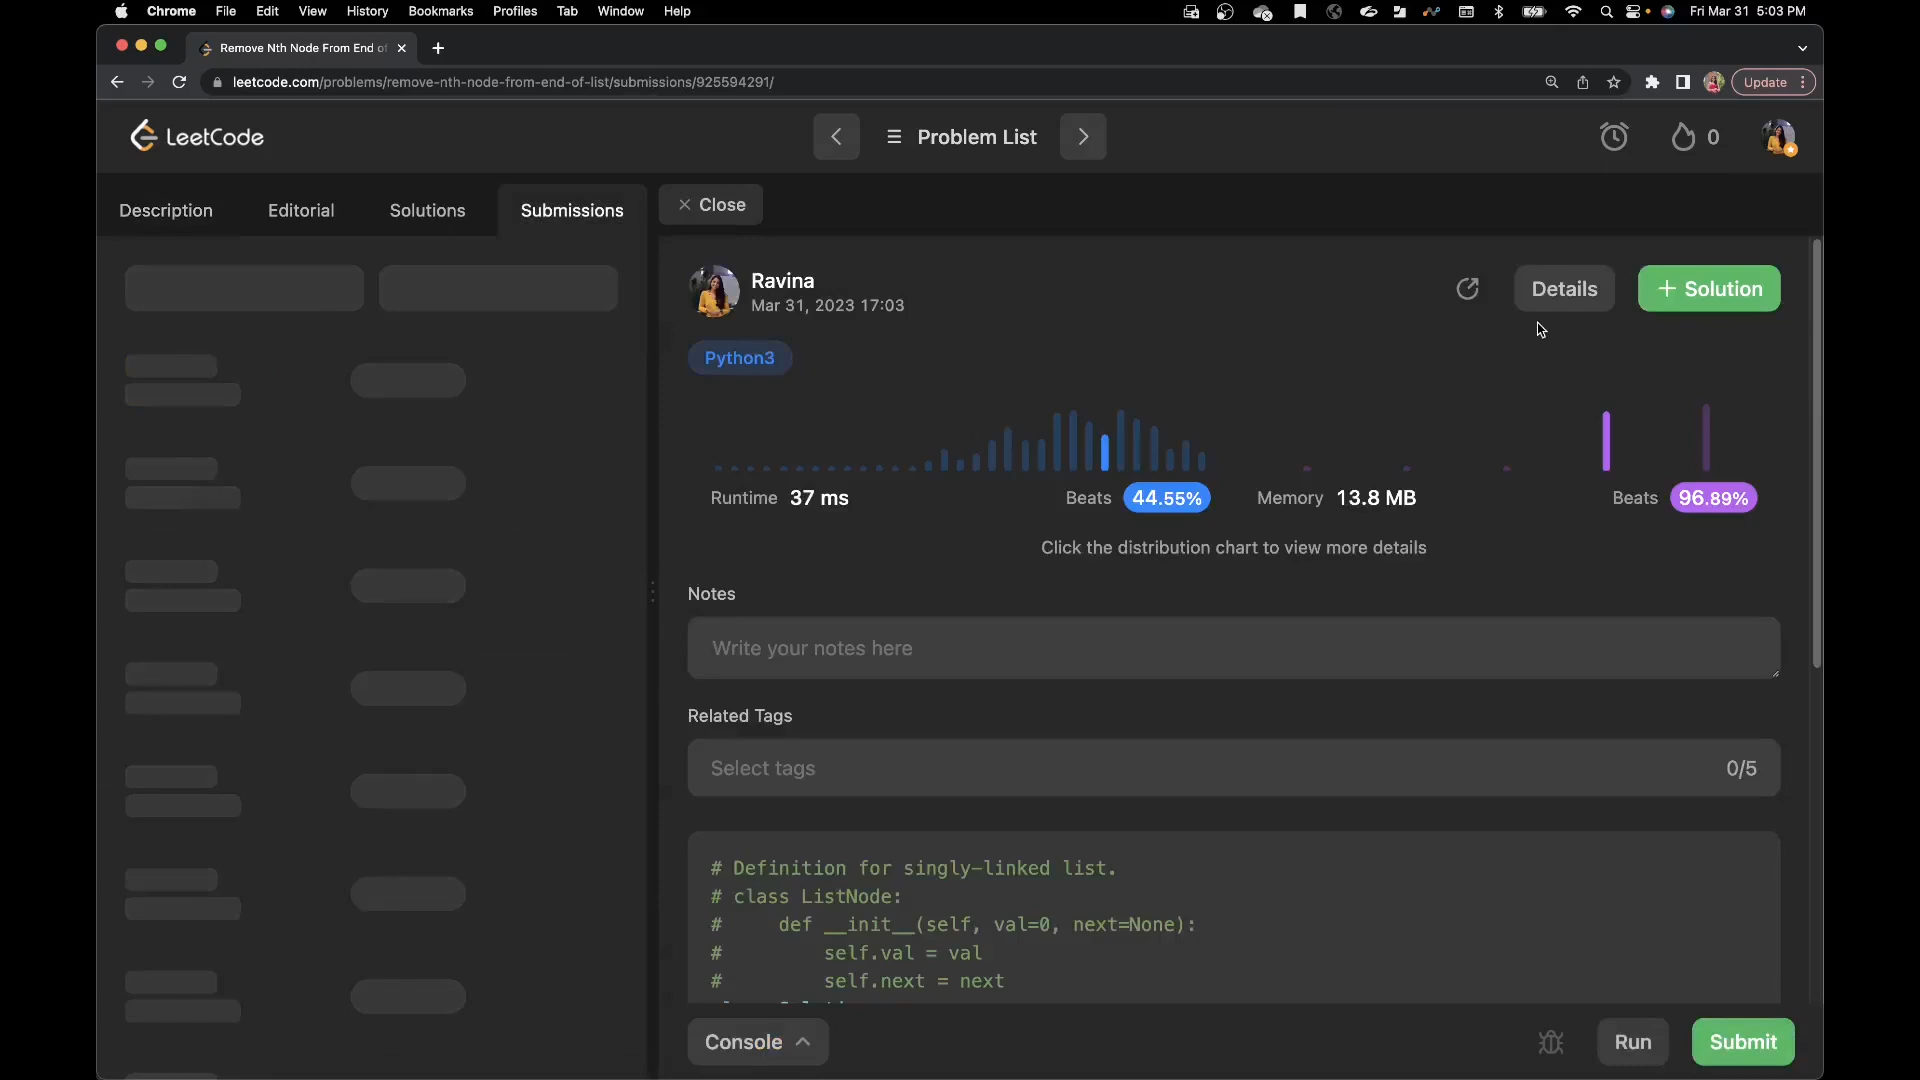 Chrome File Edit View History Bookmarks Profiles Tab Window Help Fri Mar 31 5:03 PM
Remove Nth Node From End of
leetcode.com/problems/remove-nth-node-from-end-of-list/submissions/925594291/ Update
LeetCode Problem List 0
Description Editorial Solutions Submissions Close
Ravina
Mar 31, 2023 17:03
Details + Solution
Python3
Runtime 37 ms Beats 44.55% Memory 13.8 MB Beats 96.89%
Click the distribution chart to view more details
Notes
Write your notes here
Related Tags
Select tags 0/5
# Definition for singly-linked list.
# class ListNode:
#     def __init__(self, val=0, next=None):
#         self.val = val
#         self.next = next
Console Run Submit